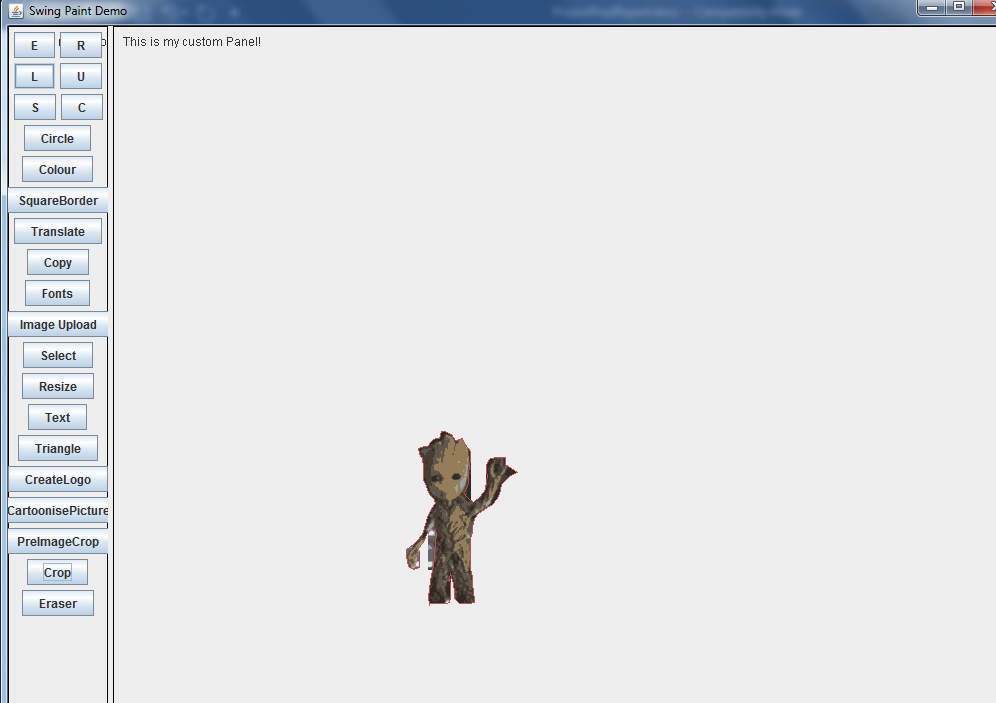 Swing Paint Demo
E R
This is my custom Panel!
L U
S C
Circle
Colour
SquareBorder
Translate
Copy
Fonts
Image Upload
Select
Resize
Text
Triangle
CreateLogo
CartoonisePicture
PreImageCrop
Crop
Eraser